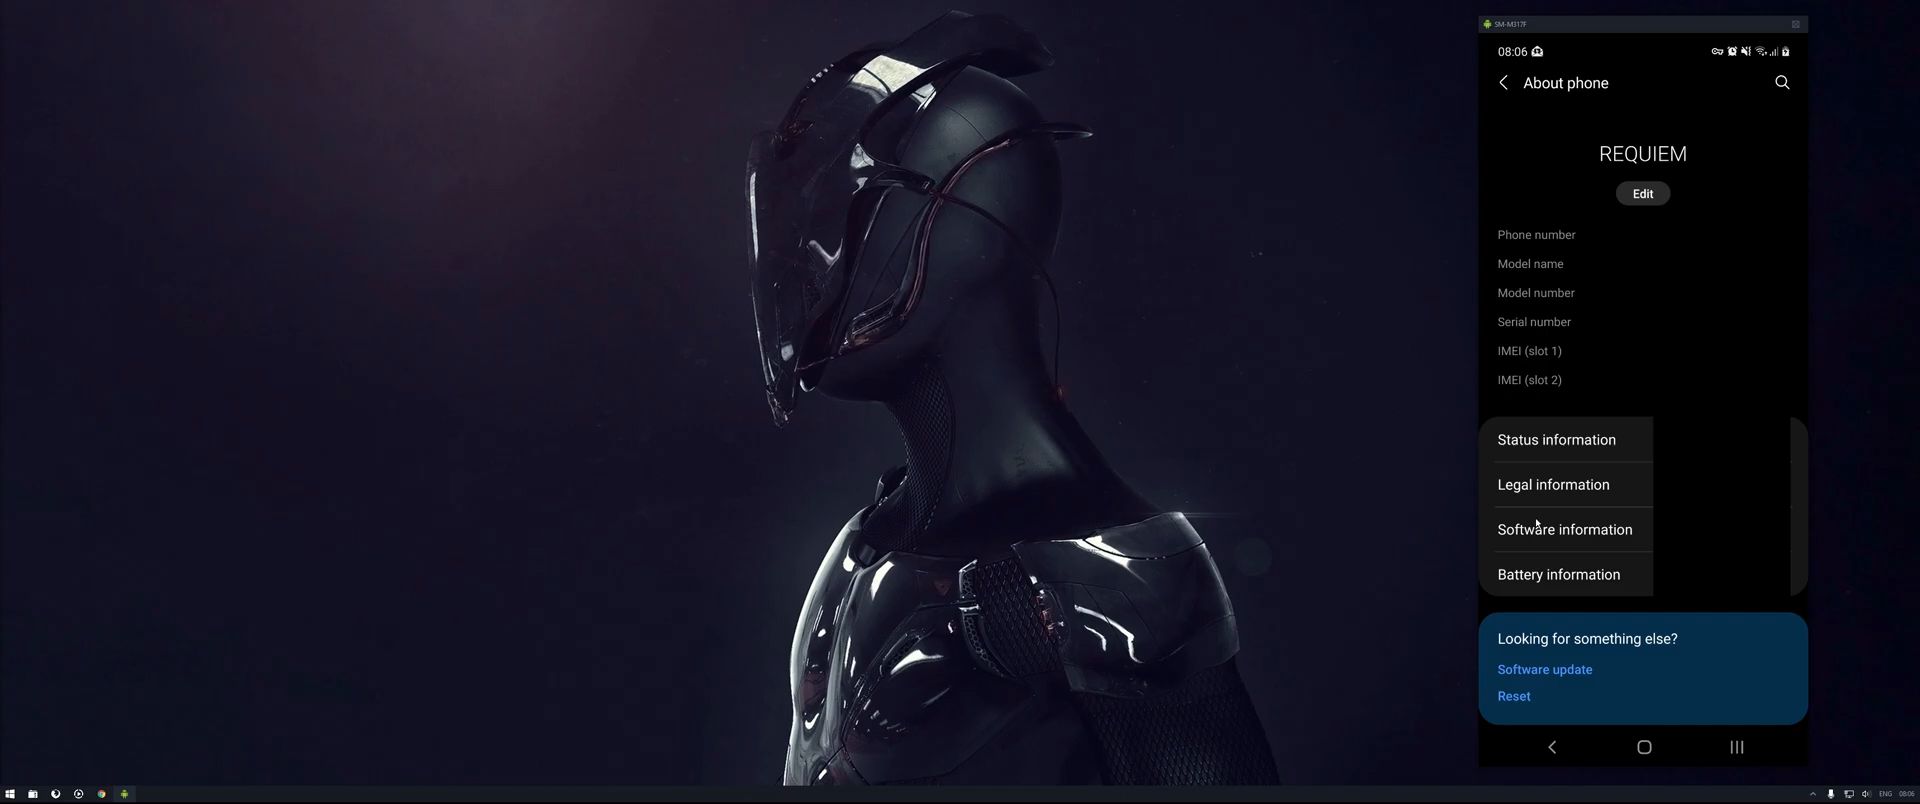 SM-M317F
08:06
About phone
REQUIEM
Edit
Phone number
Model name
Model number
Serial number
IMEI (slot 1)
IMEI (slot 2)
Status information
Legal information
Software information
Battery information
Looking for something else?
Software update
Reset
ENG 08:06